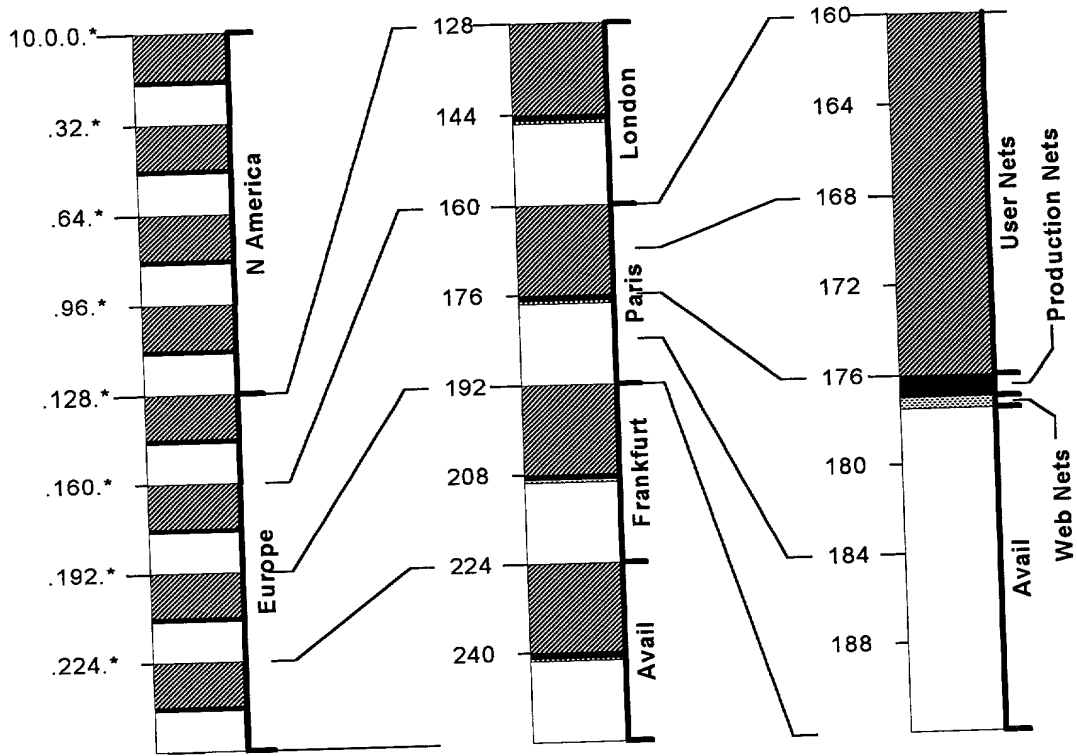 10.0.0.*
.32.*
.64.*
.96.*
.128.*
.160.*
.192.*
.224.*
N America
Europe
128
144
160
176
192
208
224
240
London
Paris
Frankfurt
Avail
160
164
168
172
176
180
184
188
User Nets
Production Nets
Web Nets
Avail